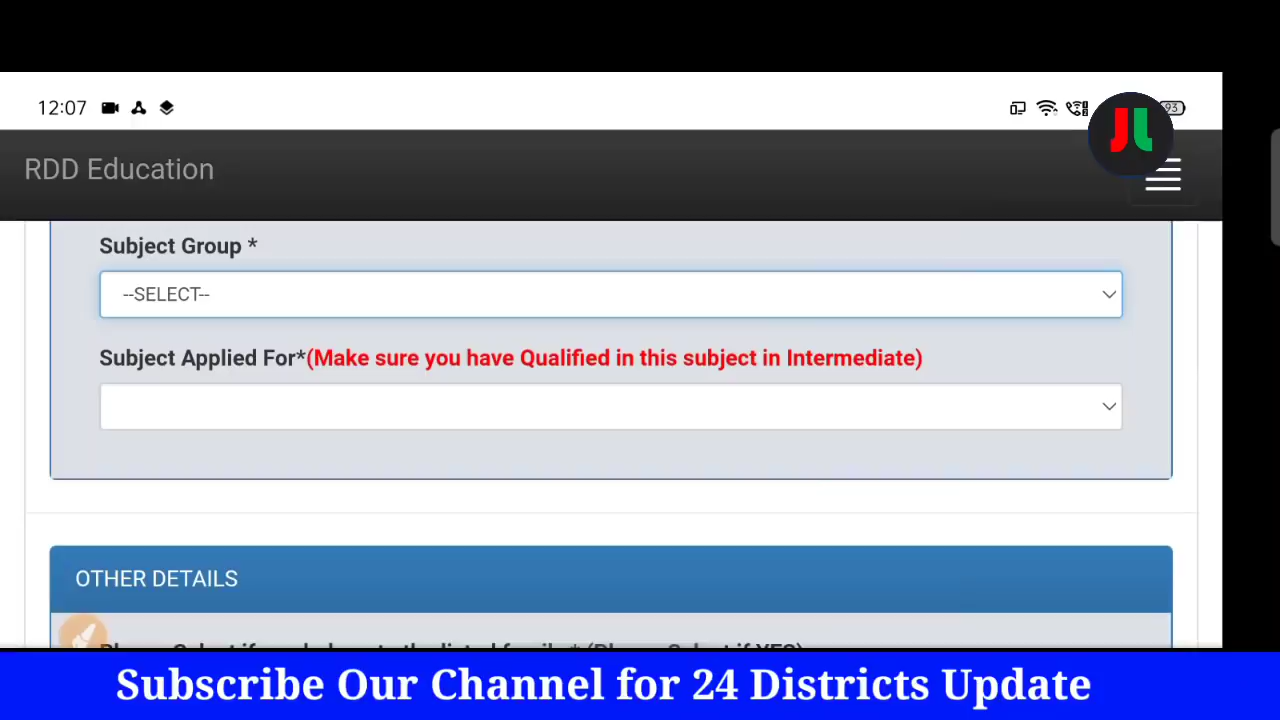 12:07
93
RDD Education
Subject Group *
--SELECT--
Subject Applied For*(Make sure you have Qualified in this subject in Intermediate)
OTHER DETAILS
Subscribe Our Channel for 24 Districts Update